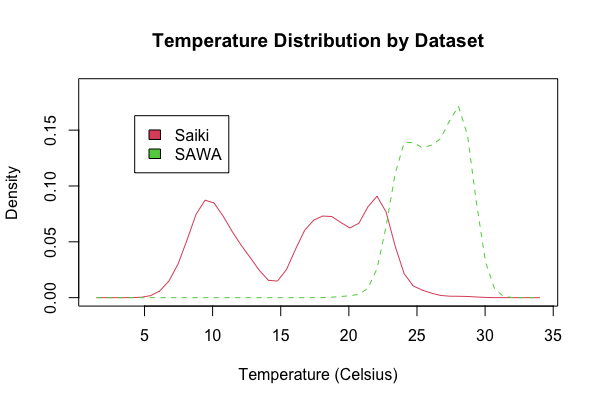 Temperature Distribution by Dataset
Density
0.15
0.10
0.05
0.00
Saiki
SAWA
5 10 15 20 25 30 35
Temperature (Celsius)